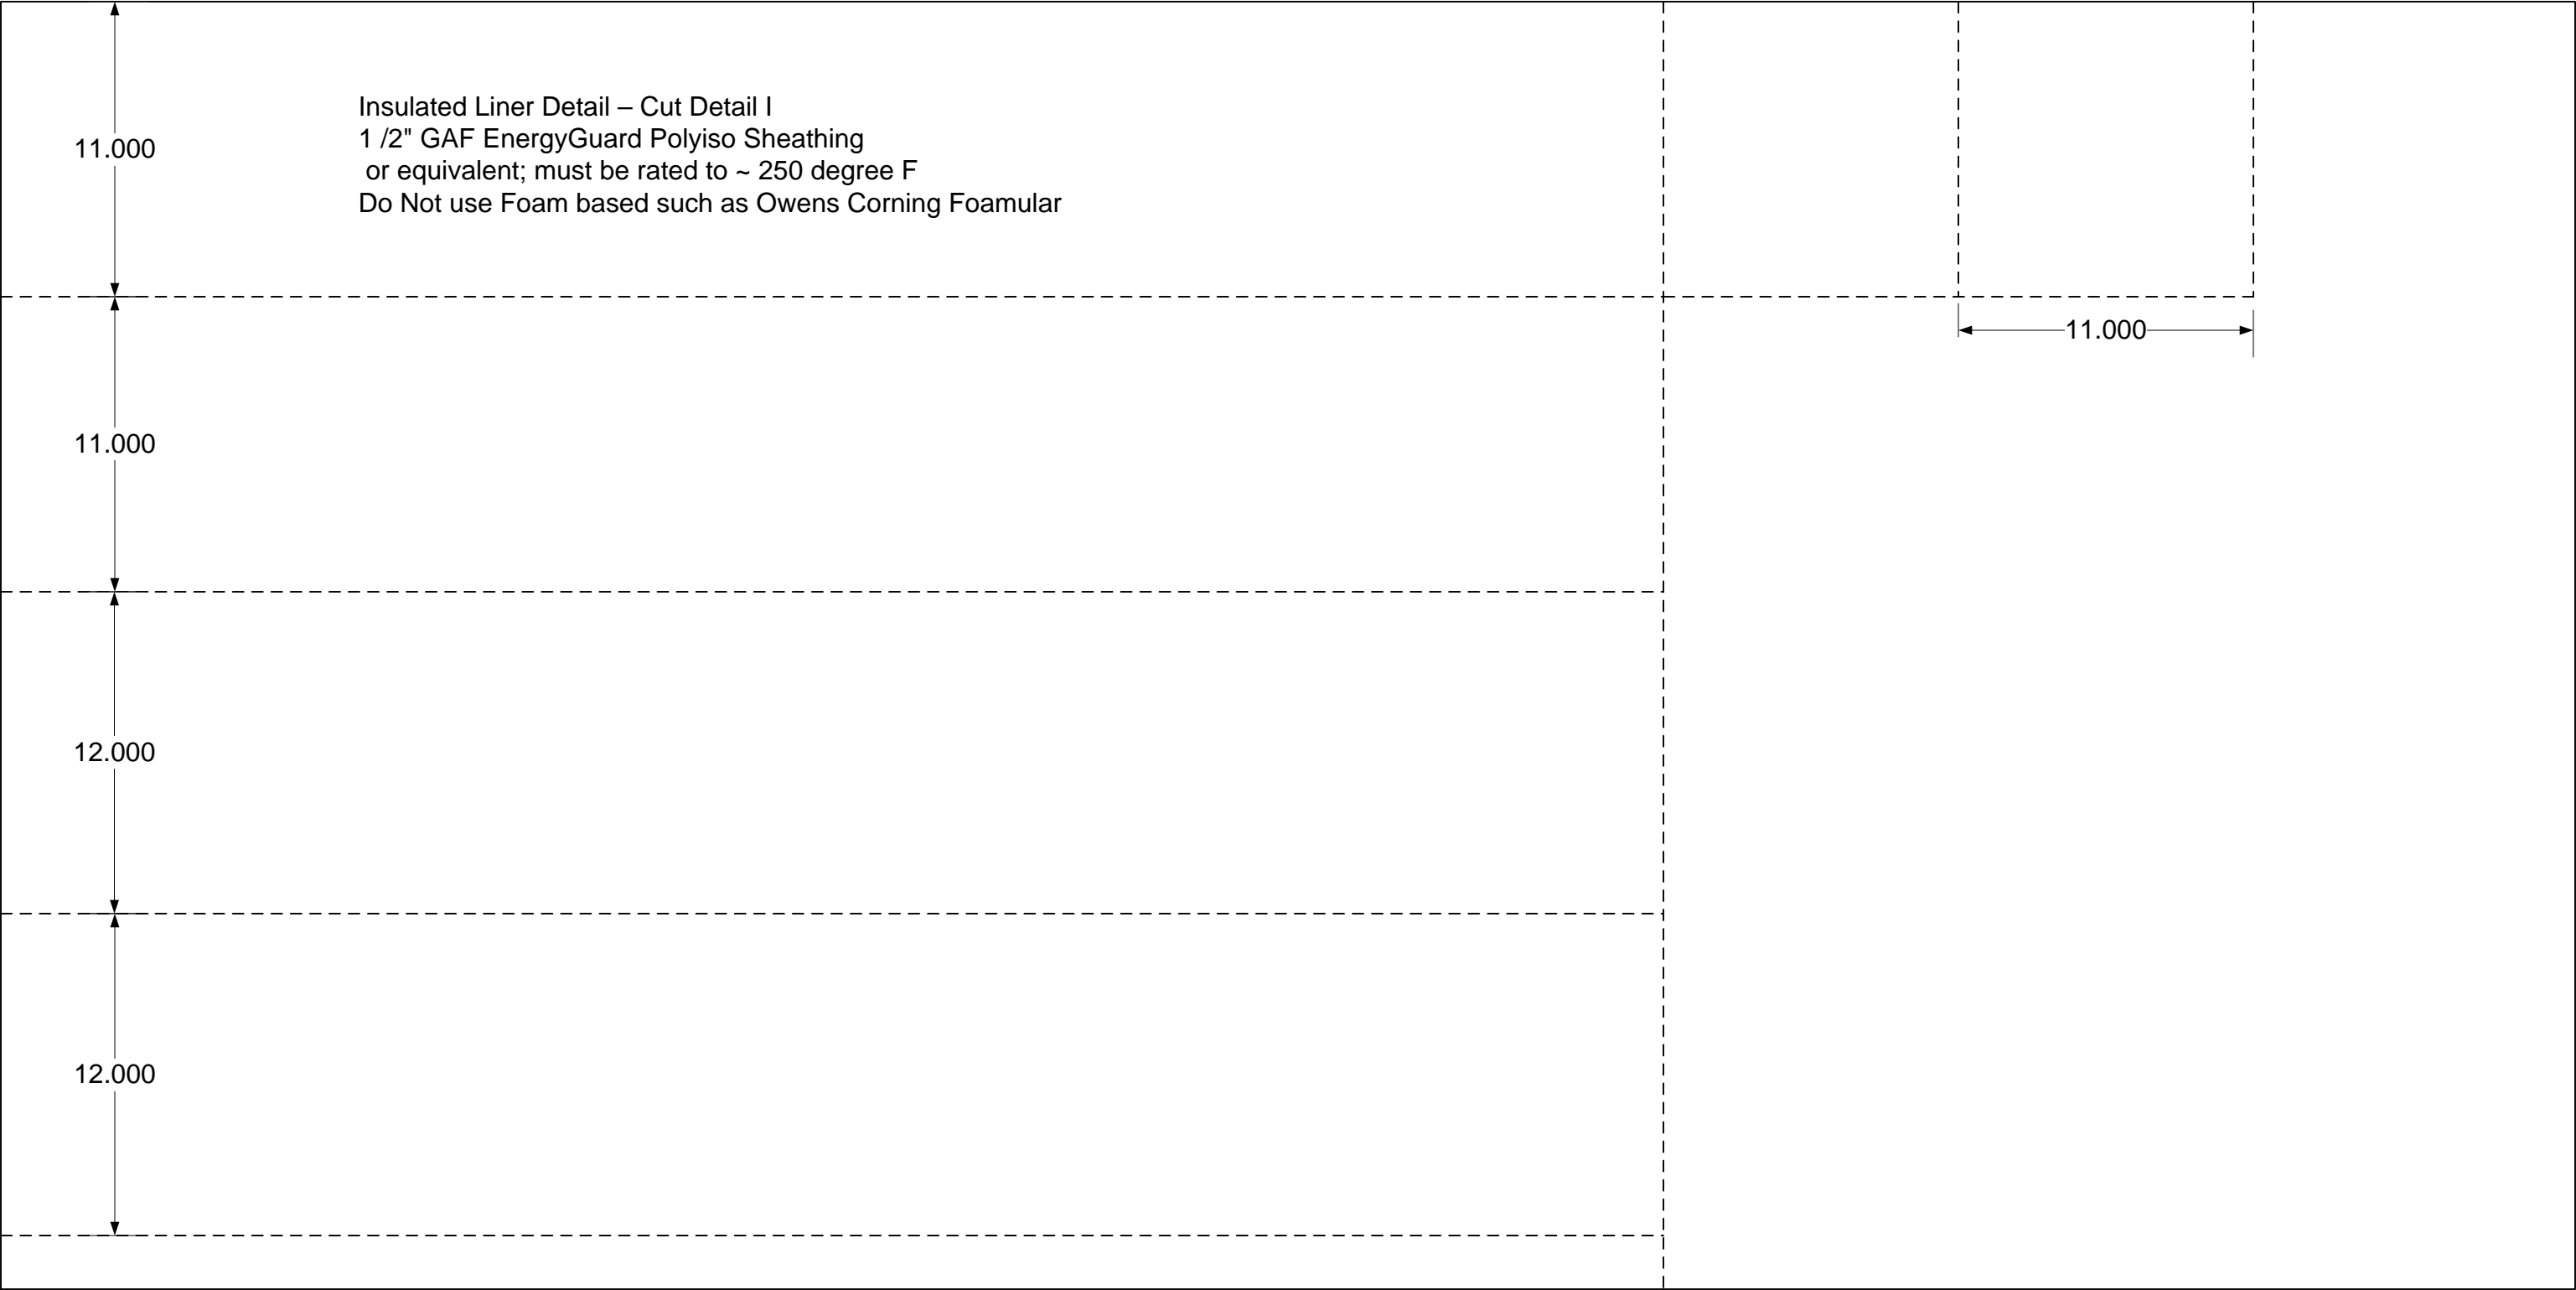 Insulated Liner Detail – Cut Detail I
1 /2" GAF EnergyGuard Polyiso Sheathing
or equivalent; must be rated to ~ 250 degree F
Do Not use Foam based such as Owens Corning Foamular
11.000
11.000
11.000
12.000
12.000